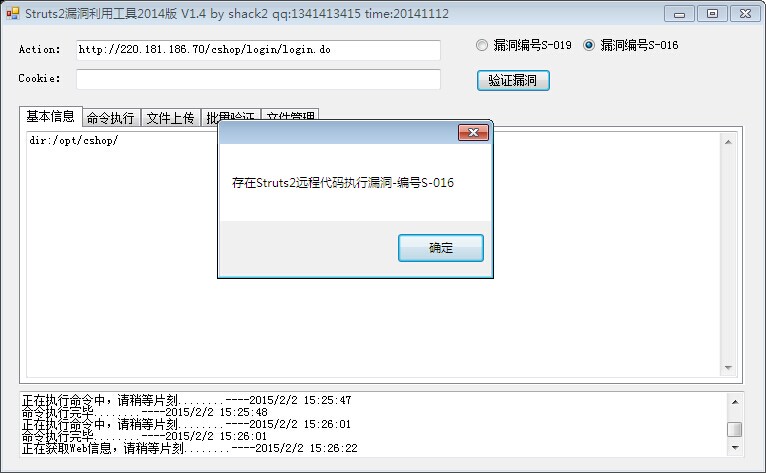 Struts2漏洞利用工具2014版 V1.4 by shack2 qq:1341413415 time:20141112
Action: http://220.181.186.70/cshop/login/login.do 漏洞编号S-019 漏洞编号S-016
Cookie: 验证漏洞
基本信息 命令执行 文件上传 批量验证 文件管理
dir:/opt/cshop/
存在Struts2远程代码执行漏洞-编号S-016
确定
正在执行命令中，请稍等片刻........----2015/2/2 15:25:47
命令执行完毕........----2015/2/2 15:25:48
正在执行命令中，请稍等片刻........----2015/2/2 15:26:01
命令执行完毕........----2015/2/2 15:26:01
正在获取Web信息，请稍等片刻........----2015/2/2 15:26:22